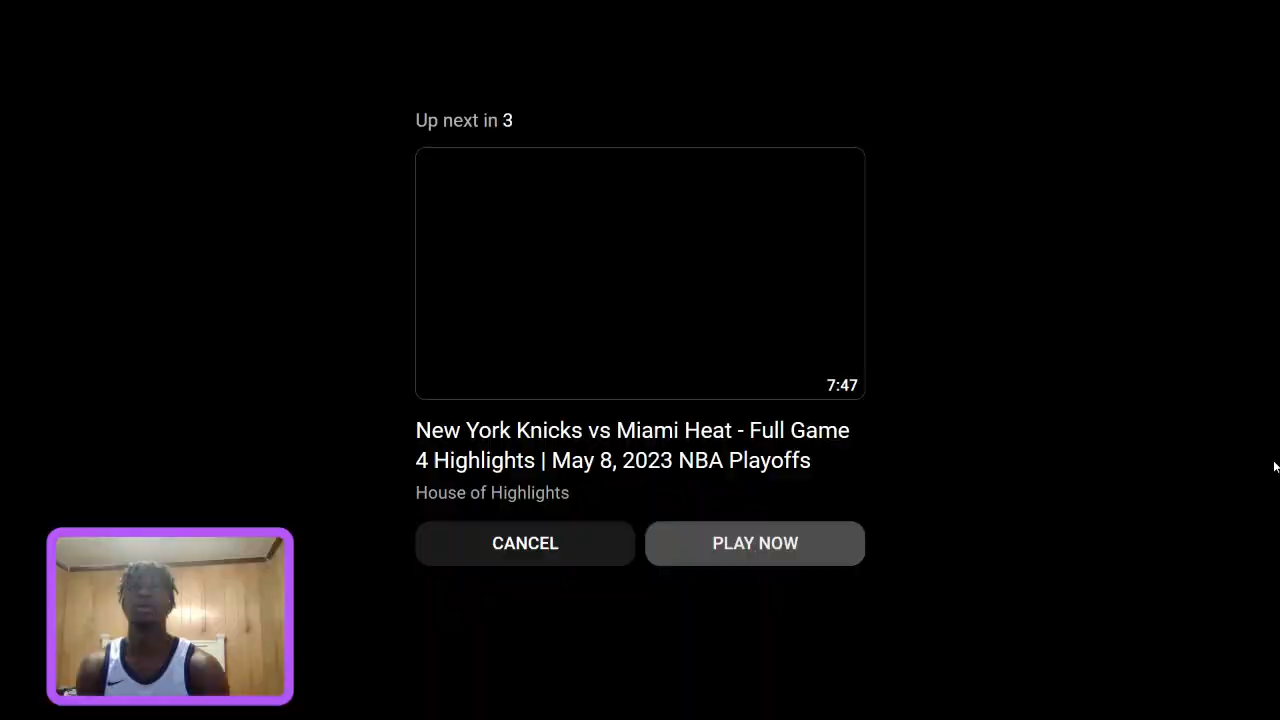 Up next in 3
7:47
New York Knicks vs Miami Heat - Full Game
4 Highlights | May 8, 2023 NBA Playoffs
House of Highlights
CANCEL
PLAY NOW